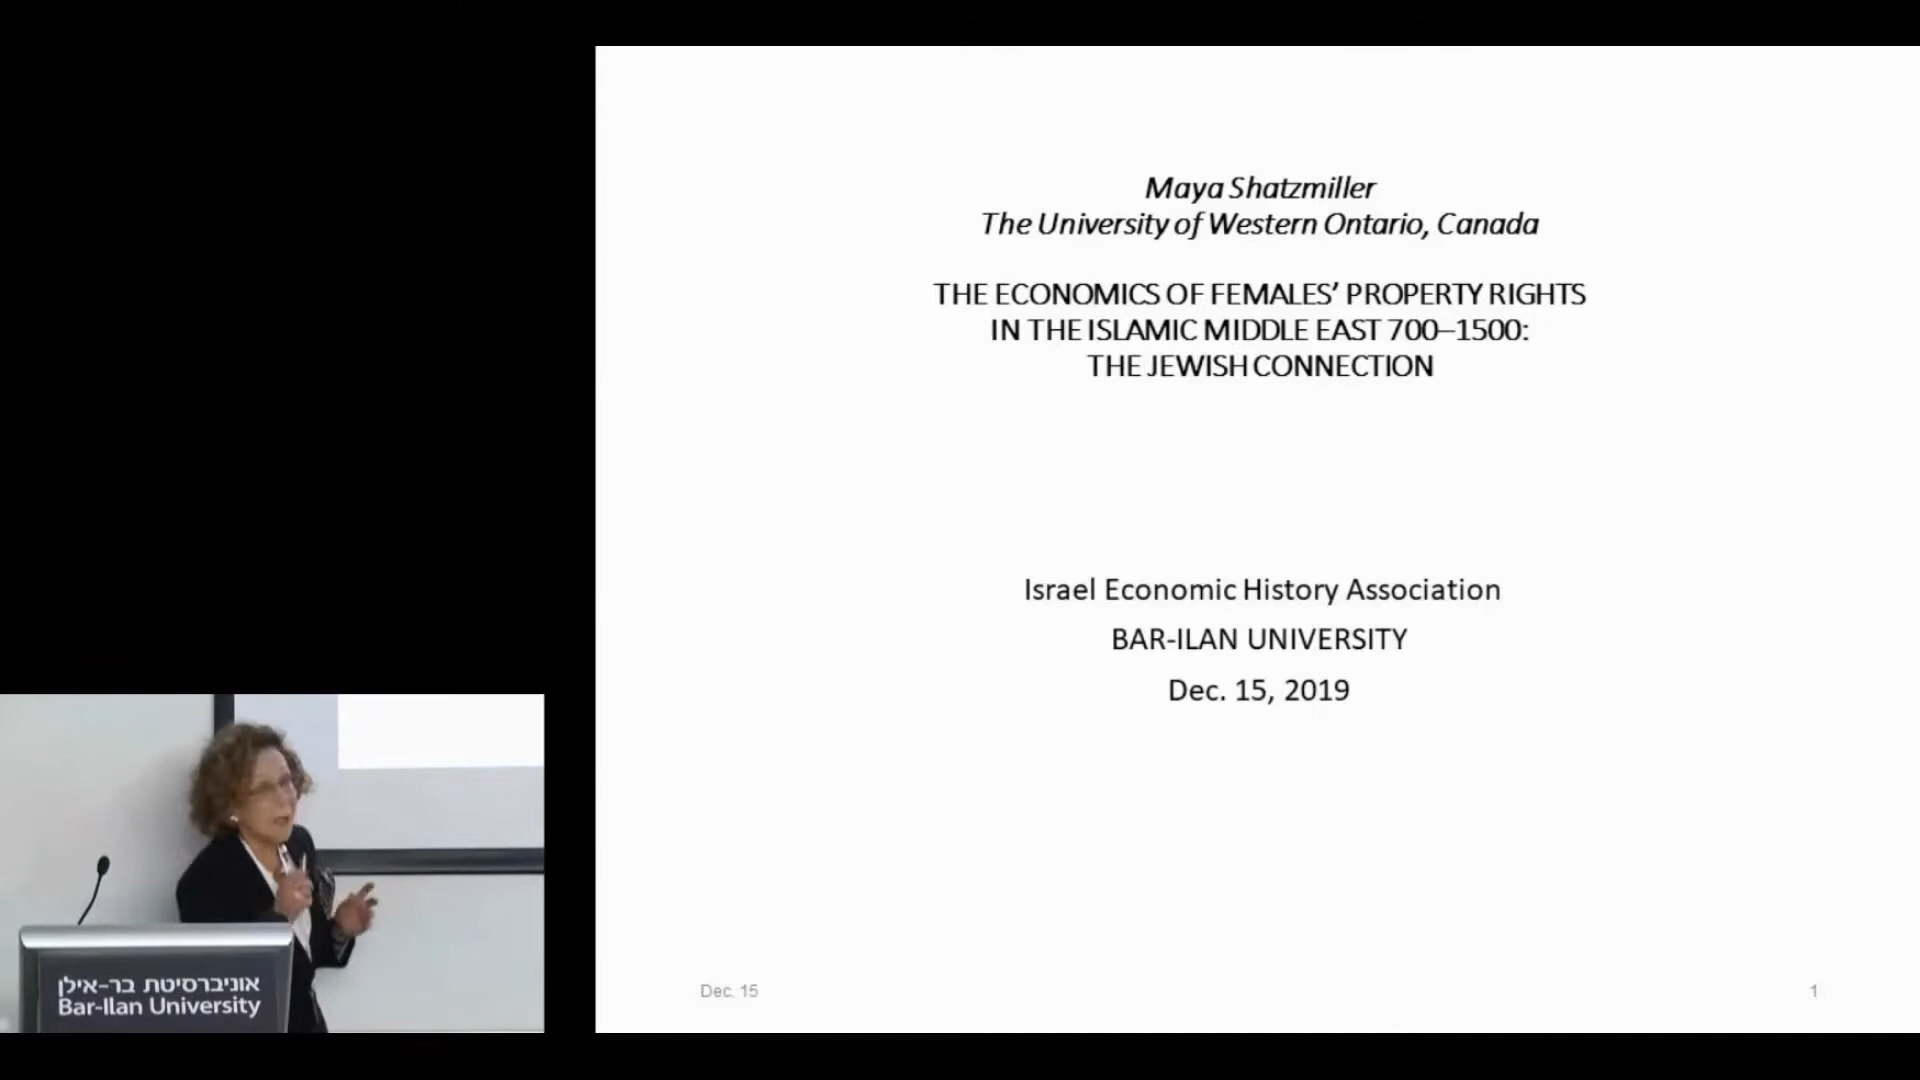 Maya Shatzmiller
The University of Western Ontario, Canada
THE ECONOMICS OF FEMALES' PROPERTY RIGHTS
IN THE ISLAMIC MIDDLE EAST 700–1500:
THE JEWISH CONNECTION
Israel Economic History Association
BAR-ILAN UNIVERSITY
Dec. 15, 2019
Dec. 15
1
אוניברסיטת בר-אילן
Bar-Ilan University